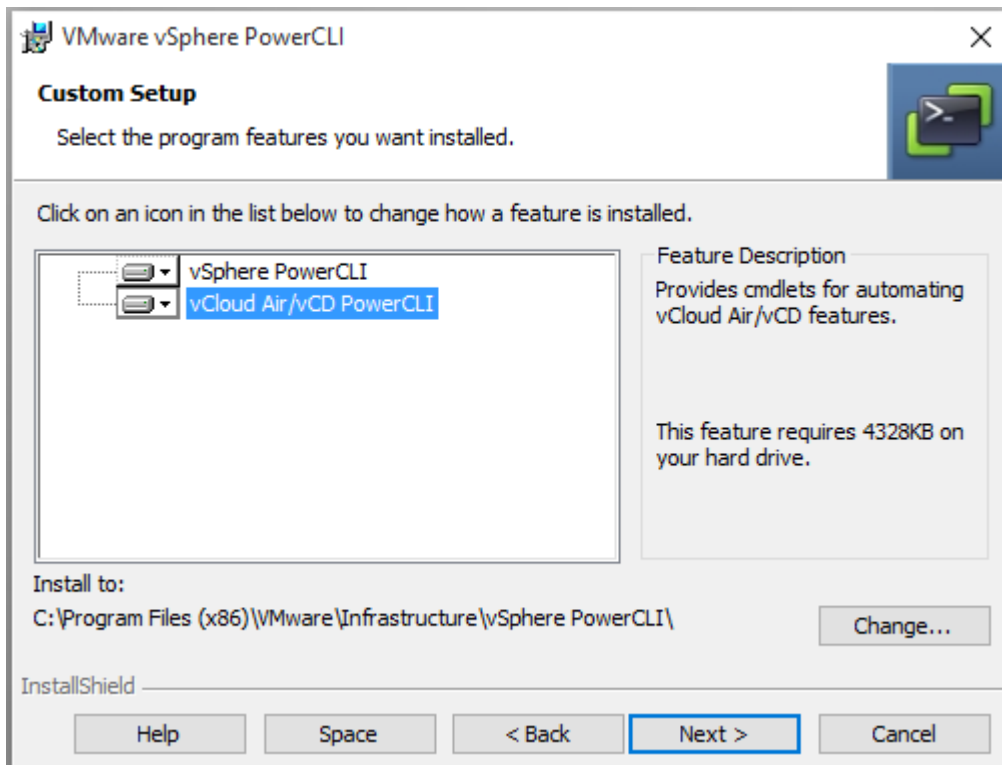 VMware vSphere PowerCLI
Custom Setup
Select the program features you want installed.
>_
Click on an icon in the list below to change how a feature is installed.
vSphere PowerCLI
vCloud Air/vCD PowerCLI
Feature Description
Provides cmdlets for automating
vCloud Air/vCD features.
This feature requires 4328KB on
your hard drive.
Install to:
C:\Program Files (x86)\VMware\Infrastructure\vSphere PowerCLI\
Change...
InstallShield
Help
Space
< Back
Next >
Cancel